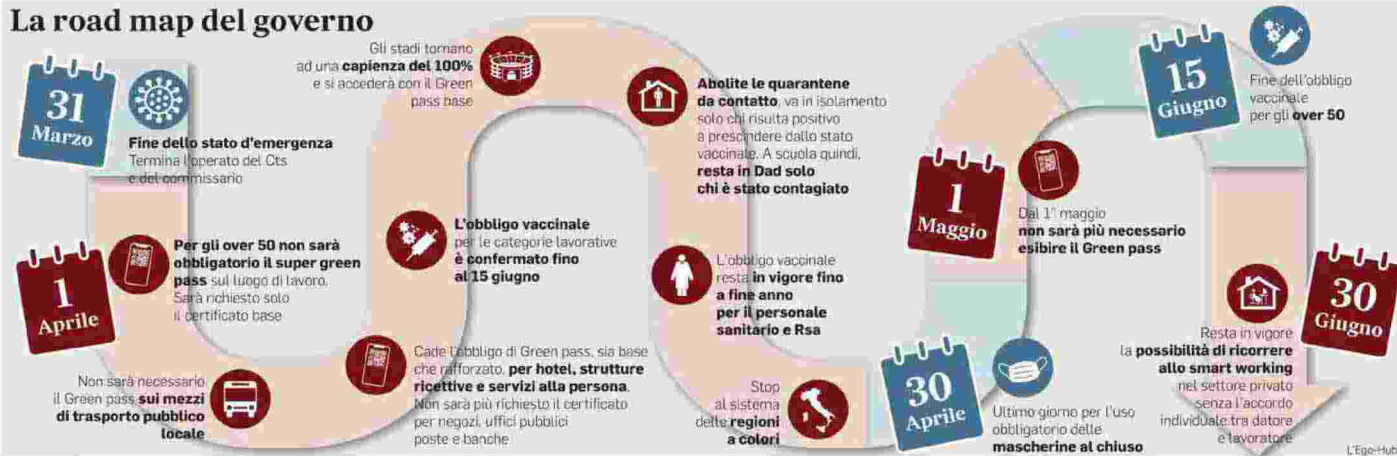 La road map del governo
31
Marzo
Fine dello stato d'emergenza
Termina l'operato del Cts
e del commissario
1
Aprile
Per gli over 50 non sarà
obbligatorio il super green
pass sul luogo di lavoro.
Sarà richiesto solo
il certificato base
Non sarà necessario
il Green pass sui mezzi
di trasporto pubblico
locale
Gli stadi tornano
ad una capienza del 100%
e si accederà con il Green
pass base
L'obbligo vaccinale
per le categorie lavorative
è confermato fino
al 15 giugno
Cade l'obbligo di Green pass, sia base
che rafforzato, per hotel, strutture
ricettive e servizi alla persona.
Non sarà più richiesto il certificato
per negozi, uffici pubblici
poste e banche
Abolite le quarantene
da contatto, va in isolamento
solo chi risulta positivo
a prescindere dallo stato
vaccinale. A scuola quindi,
resta in Dad solo
chi è stato contagiato
L'obbligo vaccinale
resta in vigore fino
a fine anno
per il personale
sanitario e Rsa
Stop
al sistema
delle regioni
a colori
30
Aprile
Ultimo giorno per l'uso
obbligatorio delle
mascherine al chiuso
1
Maggio
Dal 1° maggio
non sarà più necessario
esibire il Green pass
15
Giugno
Fine dell'obbligo
vaccinale
per gli over 50
30
Giugno
Resta in vigore
la possibilità di ricorrere
allo smart working
nel settore privato
senza l'accordo
individuale tra datore
e lavoratore
L'Ego-Hub